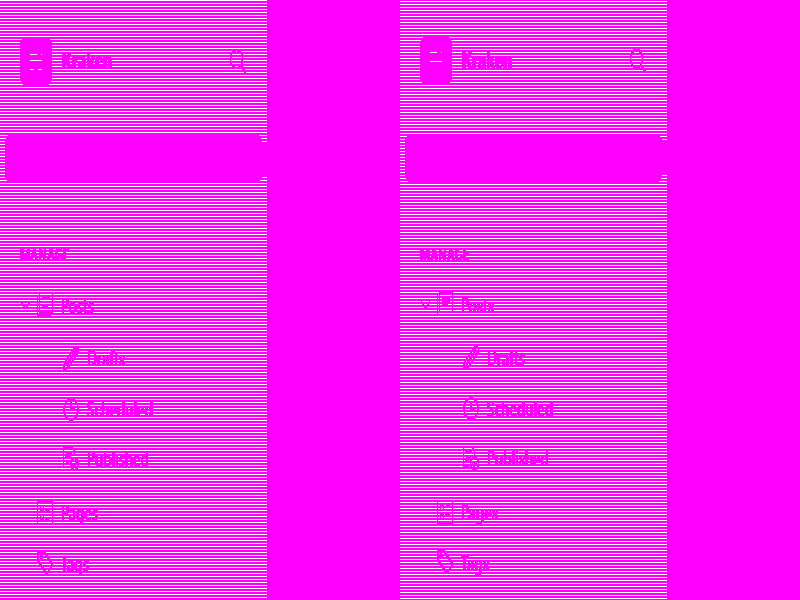 Kraken
MANAGE
Posts
Drafts
Scheduled
Published
Pages
Tags
Kraken
MANAGE
Posts
Drafts
Scheduled
Published
Pages
Tags